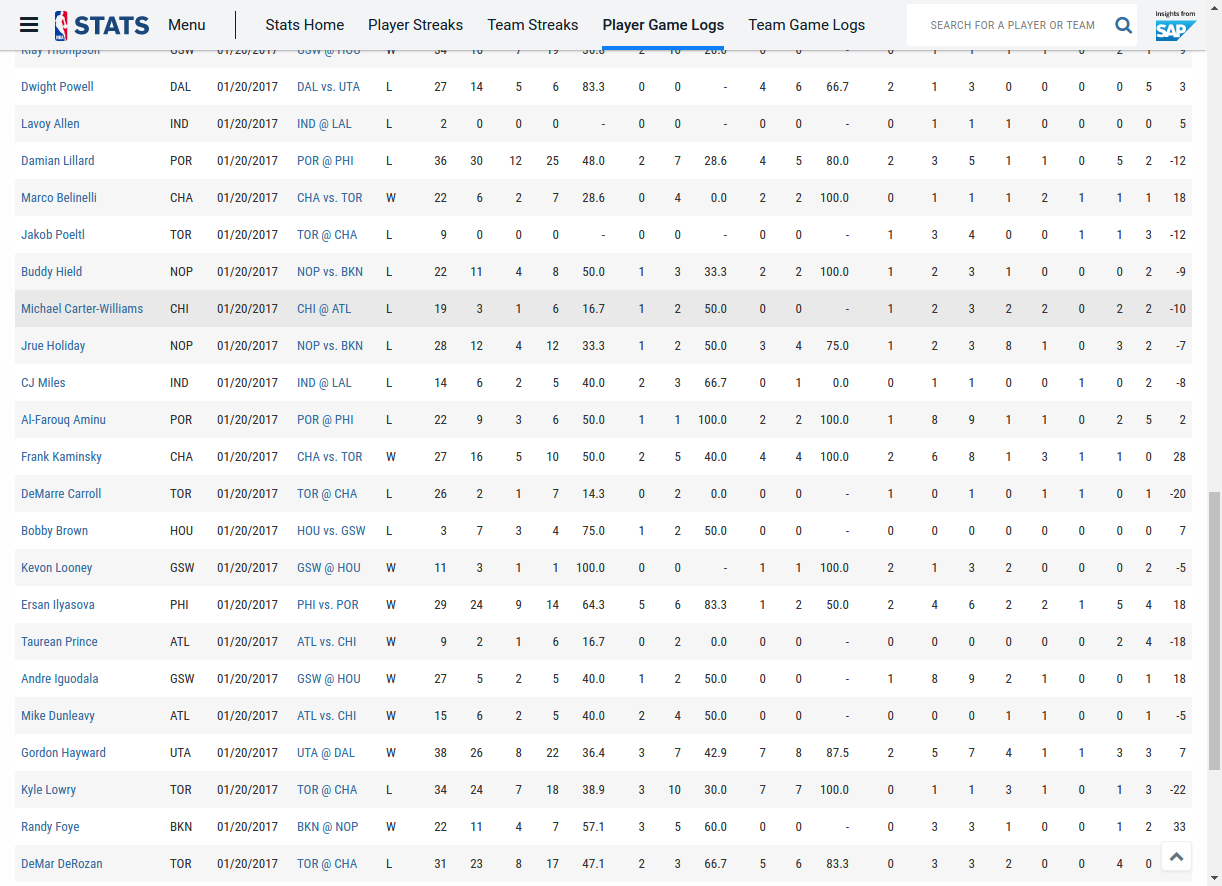 STATS Menu Stats Home Player Streaks Team Streaks Player Game Logs Team Game Logs SEARCH FOR A PLAYER OR TEAM Insights from SAP
Klay Thompson GSW 01/20/2017 GSW @ HOU W 34 16 7 19 36.8 2 10 20.0 - 0 1 1 1 1 0 2 1 9
Dwight Powell DAL 01/20/2017 DAL vs. UTA L 27 14 5 6 83.3 0 0 - 4 6 66.7 2 1 3 0 0 0 5 3
Lavoy Allen IND 01/20/2017 IND @ LAL L 2 0 0 0 - 0 0 - 0 0 - 0 1 1 1 0 0 0 0 5
Damian Lillard POR 01/20/2017 POR @ PHI L 36 30 12 25 48.0 2 7 28.6 4 5 80.0 2 3 5 1 1 0 5 2 -12
Marco Belinelli CHA 01/20/2017 CHA vs. TOR W 22 6 2 7 28.6 0 4 0.0 2 2 100.0 0 1 1 1 2 1 1 1 18
Jakob Poeltl TOR 01/20/2017 TOR @ CHA L 9 0 0 0 - 0 0 - 0 0 - 1 3 4 0 0 1 1 3 -12
Buddy Hield NOP 01/20/2017 NOP vs. BKN L 22 11 4 8 50.0 1 3 33.3 2 2 100.0 1 2 3 1 0 0 0 2 -9
Michael Carter-Williams CHI 01/20/2017 CHI @ ATL L 19 3 1 6 16.7 1 2 50.0 0 0 - 1 2 3 2 2 0 2 2 -10
Jrue Holiday NOP 01/20/2017 NOP vs. BKN L 28 12 4 12 33.3 1 2 50.0 3 4 75.0 1 2 3 8 1 0 3 2 -7
CJ Miles IND 01/20/2017 IND @ LAL L 14 6 2 5 40.0 2 3 66.7 0 1 0.0 0 1 1 0 0 1 0 2 -8
Al-Farouq Aminu POR 01/20/2017 POR @ PHI L 22 9 3 6 50.0 1 1 100.0 2 2 100.0 1 8 9 1 1 0 2 5 2
Frank Kaminsky CHA 01/20/2017 CHA vs. TOR W 27 16 5 10 50.0 2 5 40.0 4 4 100.0 2 6 8 1 3 1 1 0 28
DeMarre Carroll TOR 01/20/2017 TOR @ CHA L 26 2 1 7 14.3 0 2 0.0 0 0 - 1 0 1 0 1 1 0 1 -20
Bobby Brown HOU 01/20/2017 HOU vs. GSW L 3 7 3 4 75.0 1 2 50.0 0 0 - 0 0 0 0 0 0 0 0 7
Kevon Looney GSW 01/20/2017 GSW @ HOU W 11 3 1 1 100.0 0 0 - 1 1 100.0 2 1 3 2 0 0 0 2 -5
Ersan Ilyasova PHI 01/20/2017 PHI vs. POR W 29 24 9 14 64.3 5 6 83.3 1 2 50.0 2 4 6 2 2 1 5 4 18
Taurean Prince ATL 01/20/2017 ATL vs. CHI W 9 2 1 6 16.7 0 2 0.0 0 0 - 0 0 0 0 0 0 2 4 -18
Andre Iguodala GSW 01/20/2017 GSW @ HOU W 27 5 2 5 40.0 1 2 50.0 0 0 - 1 8 9 2 1 0 0 1 18
Mike Dunleavy ATL 01/20/2017 ATL vs. CHI W 15 6 2 5 40.0 2 4 50.0 0 0 - 0 0 0 1 1 0 0 1 -5
Gordon Hayward UTA 01/20/2017 UTA @ DAL W 38 26 8 22 36.4 3 7 42.9 7 8 87.5 2 5 7 4 1 1 3 3 7
Kyle Lowry TOR 01/20/2017 TOR @ CHA L 34 24 7 18 38.9 3 10 30.0 7 7 100.0 0 1 1 3 1 0 1 3 -22
Randy Foye BKN 01/20/2017 BKN @ NOP W 22 11 4 7 57.1 3 5 60.0 0 0 - 0 3 3 1 0 0 1 2 33
DeMar DeRozan TOR 01/20/2017 TOR @ CHA L 31 23 8 17 47.1 2 3 66.7 5 6 83.3 0 3 3 2 0 0 4 0